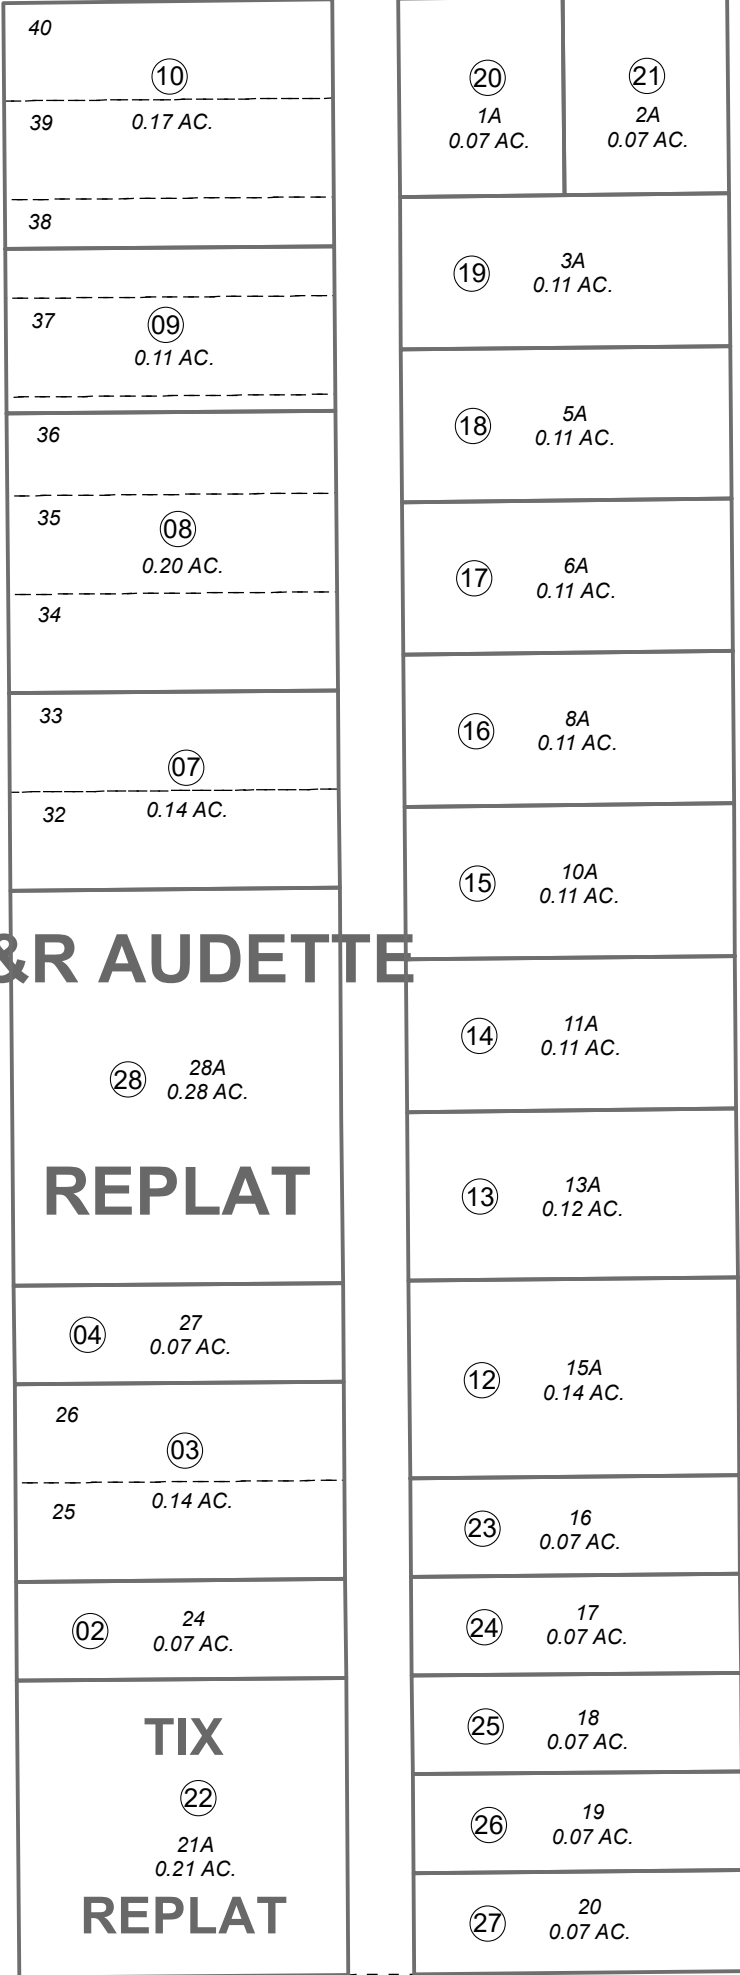 40
10
39
0.17 AC.
38
37
09
0.11 AC.
36
35
08
0.20 AC.
34
33
07
32
0.14 AC.
&R AUDETTE
28
28A
0.28 AC.
REPLAT
04
27
0.07 AC.
26
03
0.14 AC.
25
02
24
0.07 AC.
TIX
22
21A
0.21 AC.
REPLAT
20
1A
0.07 AC.
21
2A
0.07 AC.
19
3A
0.11 AC.
18
5A
0.11 AC.
17
6A
0.11 AC.
16
8A
0.11 AC.
15
10A
0.11 AC.
14
11A
0.11 AC.
13
13A
0.12 AC.
12
15A
0.14 AC.
23
16
0.07 AC.
24
17
0.07 AC.
25
18
0.07 AC.
26
19
0.07 AC.
27
20
0.07 AC.